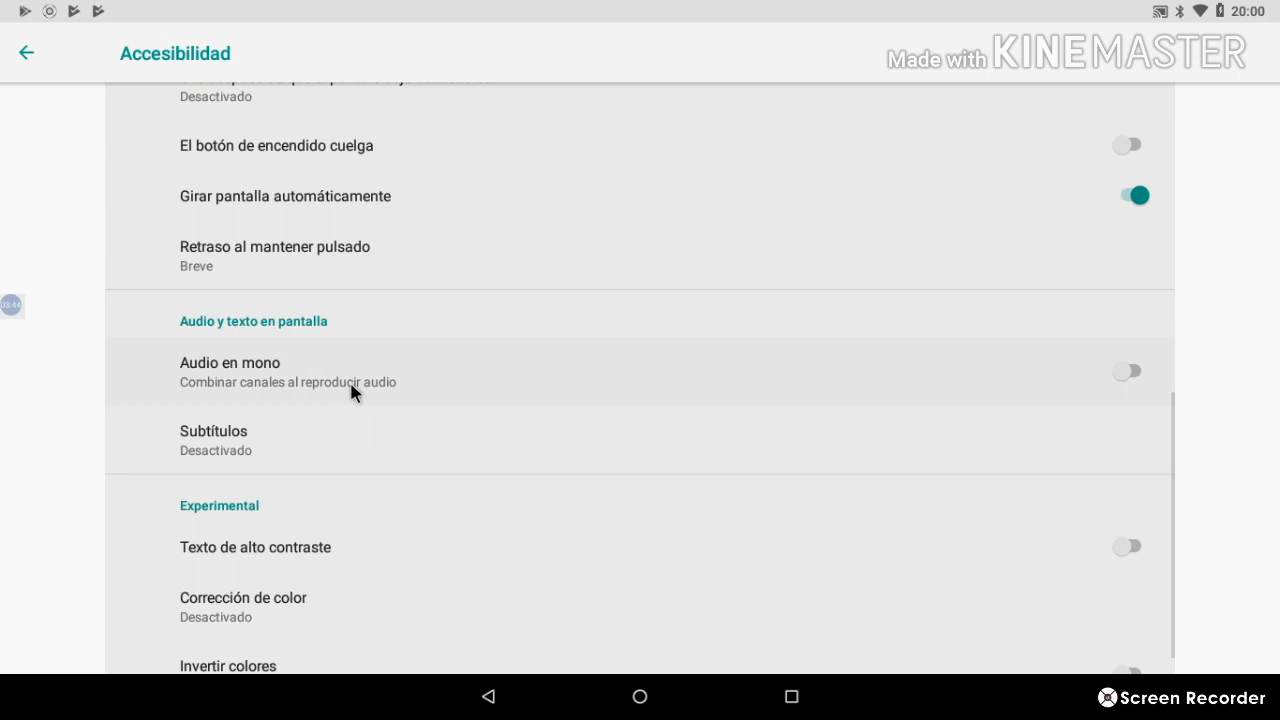 20:00
Accesibilidad
Made with KINEMASTER
Desactivado
El botón de encendido cuelga
Girar pantalla automáticamente
Retraso al mantener pulsado
Breve
03:44
Audio y texto en pantalla
Audio en mono
Combinar canales al reproducir audio
Subtítulos
Desactivado
Experimental
Texto de alto contraste
Corrección de color
Desactivado
Invertir colores
Screen Recorder